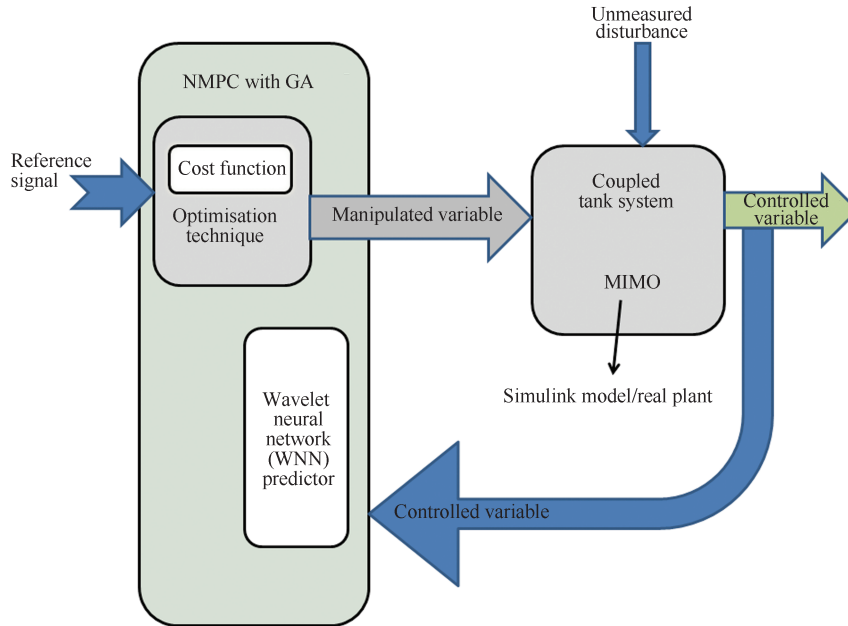 Unmeasured
disturbance
NMPC with GA
Reference
signal
Cost function
Optimisation
technique
Manipulated variable
Coupled
tank system
Controlled
variable
MIMO
Simulink model/real plant
Wavelet
neural
network
(WNN)
predictor
Controlled variable